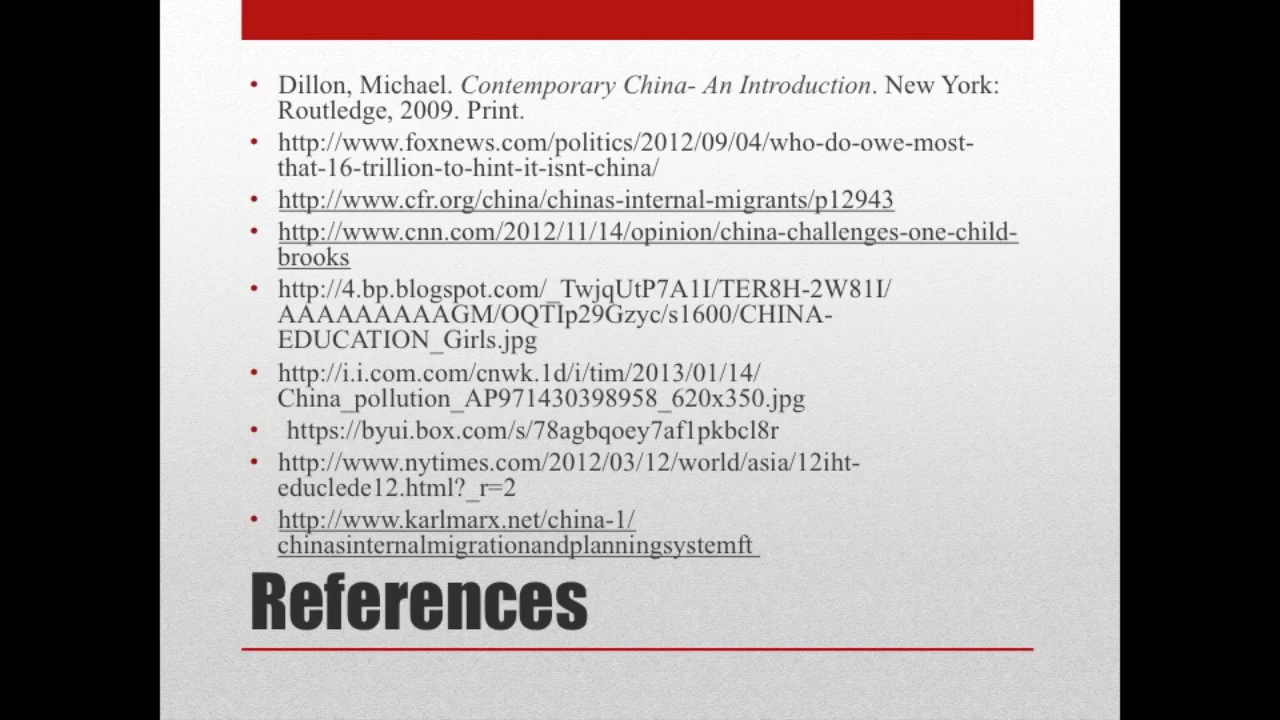 • Dillon, Michael. Contemporary China- An Introduction. New York:
Routledge, 2009. Print.
• http://www.foxnews.com/politics/2012/09/04/who-do-owe-most-
that-16-trillion-to-hint-it-isnt-china/
• http://www.cfr.org/china/chinas-internal-migrants/p12943
• http://www.cnn.com/2012/11/14/opinion/china-challenges-one-child-
brooks
• http://4.bp.blogspot.com/_TwjqUtP7A1I/TER8H-2W81I/
AAAAAAAAAGM/OQTIp29Gzyc/s1600/CHINA-
EDUCATION_Girls.jpg
• http://i.i.com.com/cnwk.1d/i/tim/2013/01/14/
China_pollution_AP971430398958_620x350.jpg
• https://byui.box.com/s/78agbqoey7af1pkbcl8r
• http://www.nytimes.com/2012/03/12/world/asia/12iht-
educlede12.html?_r=2
• http://www.karlmarx.net/china-1/
chinasinternalmigrationandplanningsystemft
References